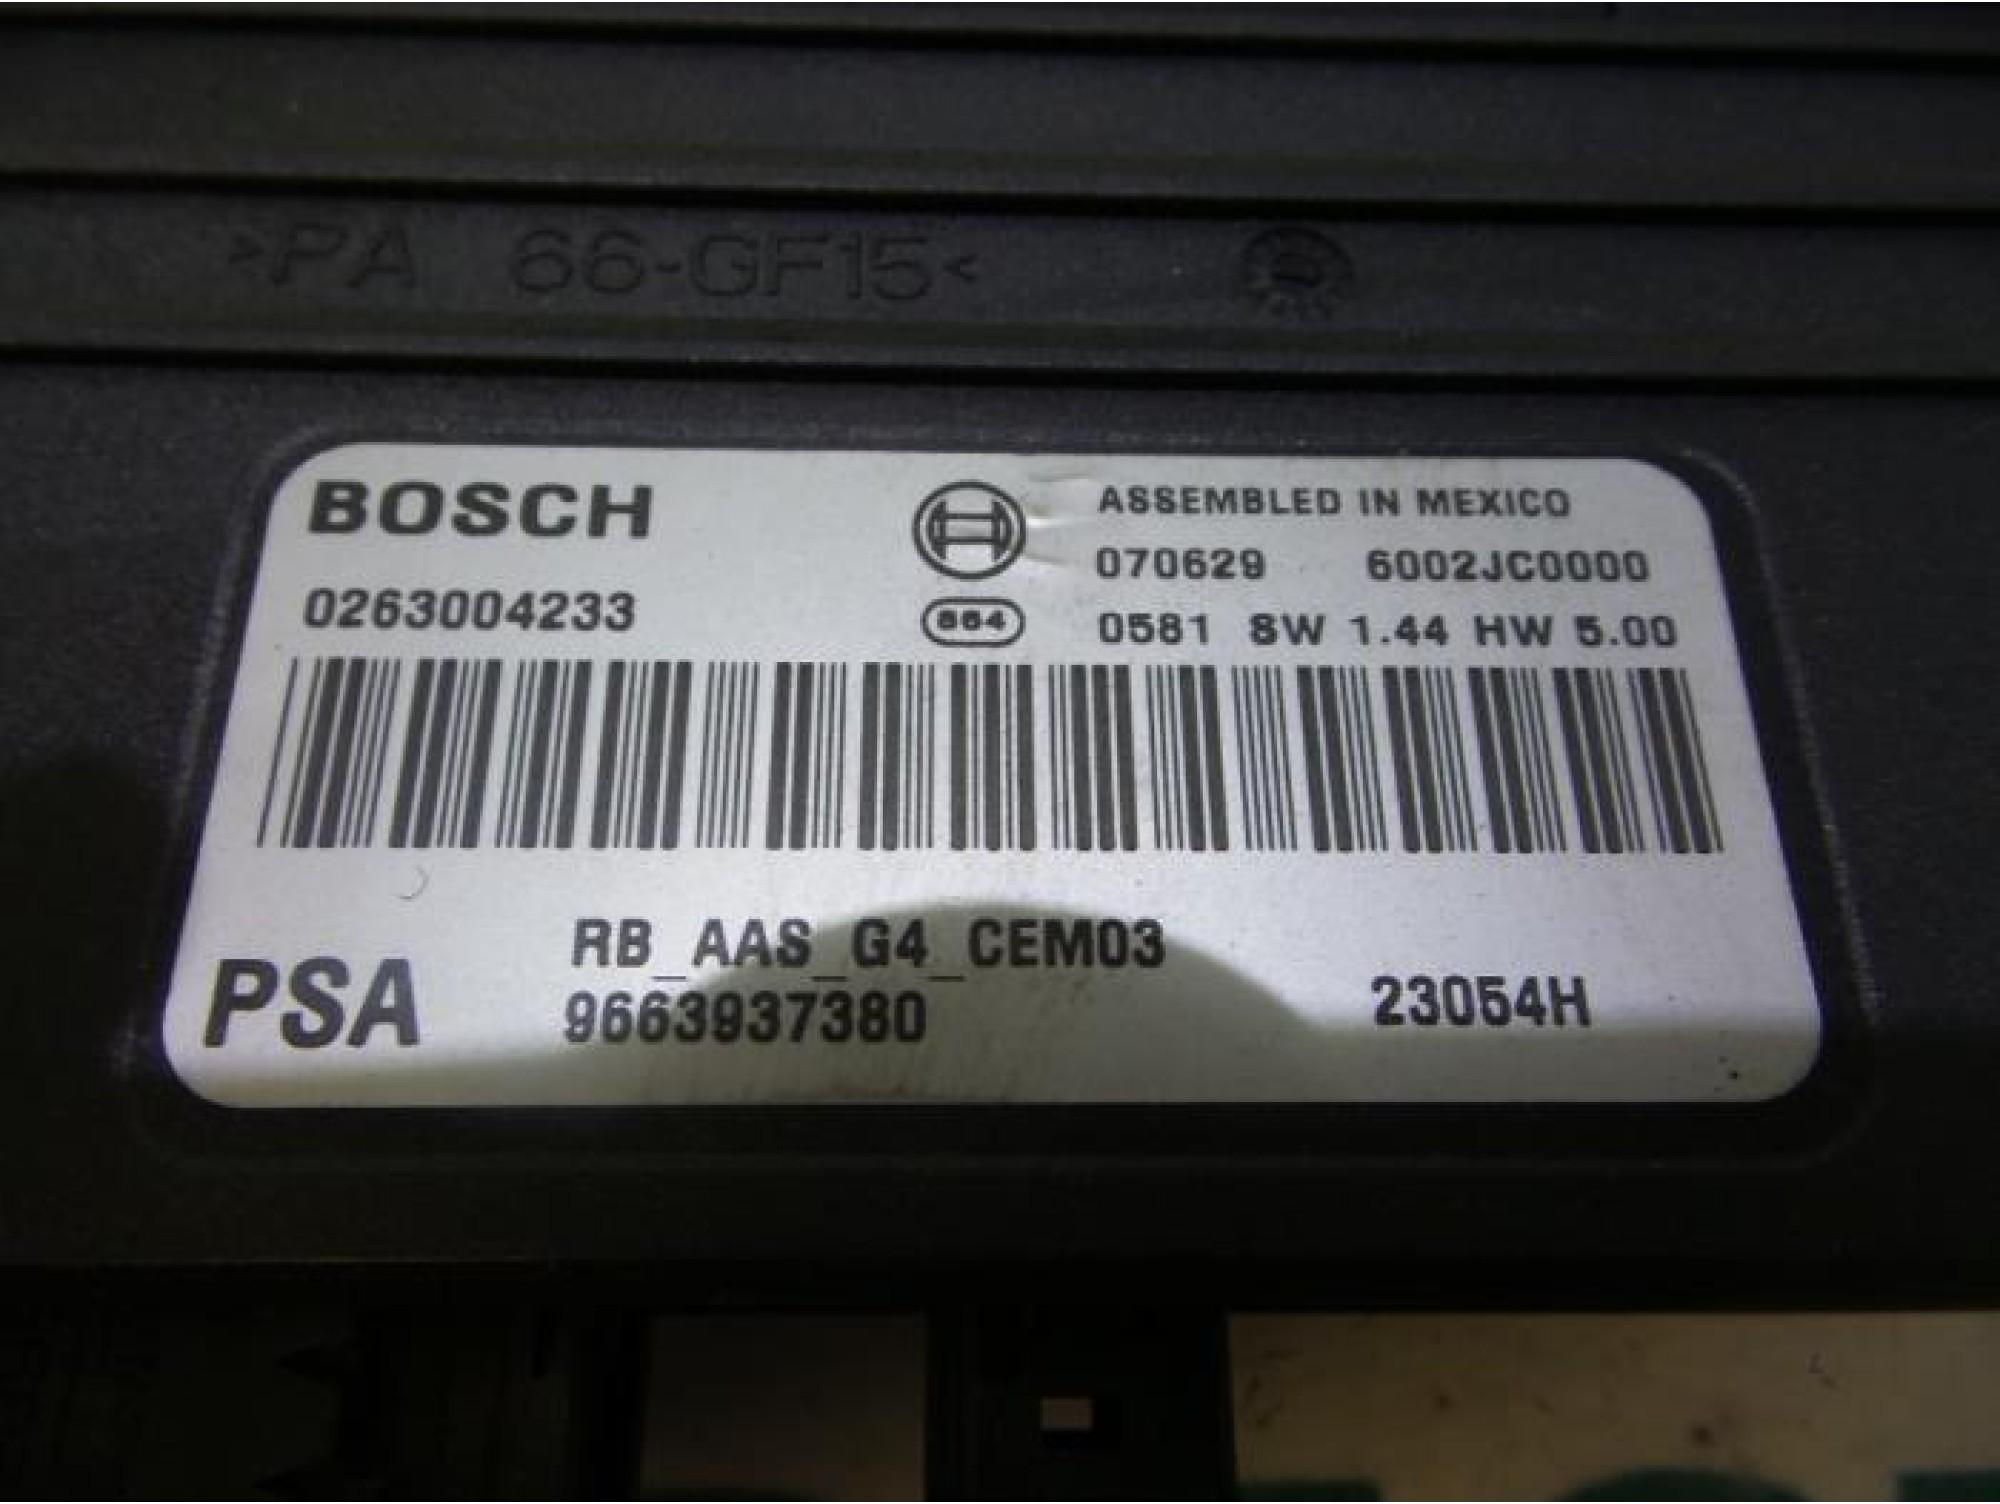 >PA 66-GF15<
BOSCH
ASSEMBLED IN MEXICO
070629 6002JC0000
0263004233
864
0581 SW 1.44 HW 5.00
RB_AAS_G4_CEM03
PSA
9663937380
23054H